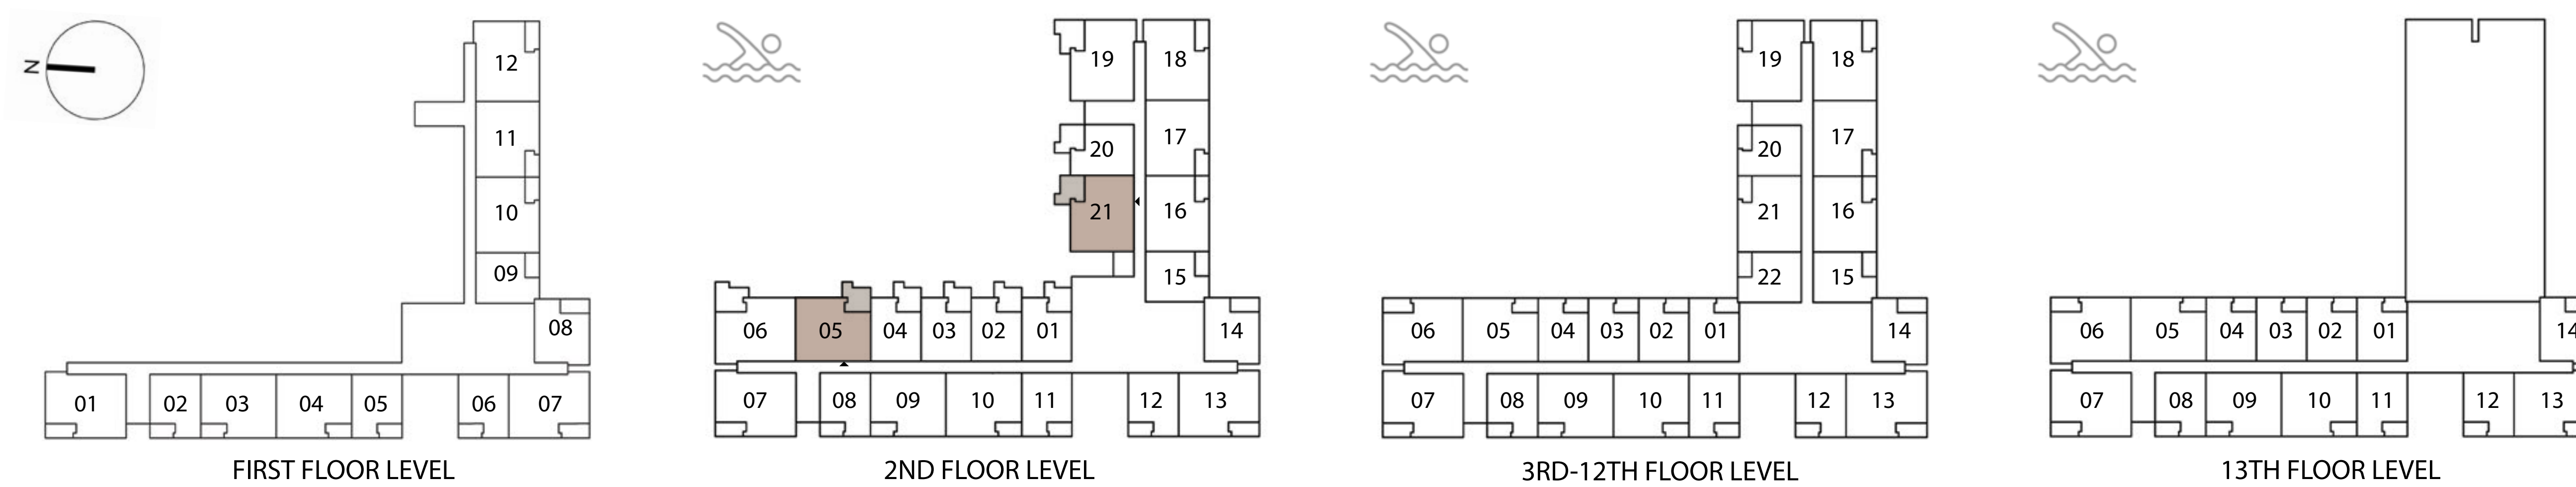 N
12
11
10
09
08
01 02 03 04 05 06 07
FIRST FLOOR LEVEL
19 18
17
20
21 16
15
06 05 04 03 02 01 14
07 08 09 10 11 12 13
2ND FLOOR LEVEL
19 18
17
20
21 16
22 15
06 05 04 03 02 01 14
07 08 09 10 11 12 13
3RD-12TH FLOOR LEVEL
06 05 04 03 02 01 14
07 08 09 10 11 12 13
13TH FLOOR LEVEL